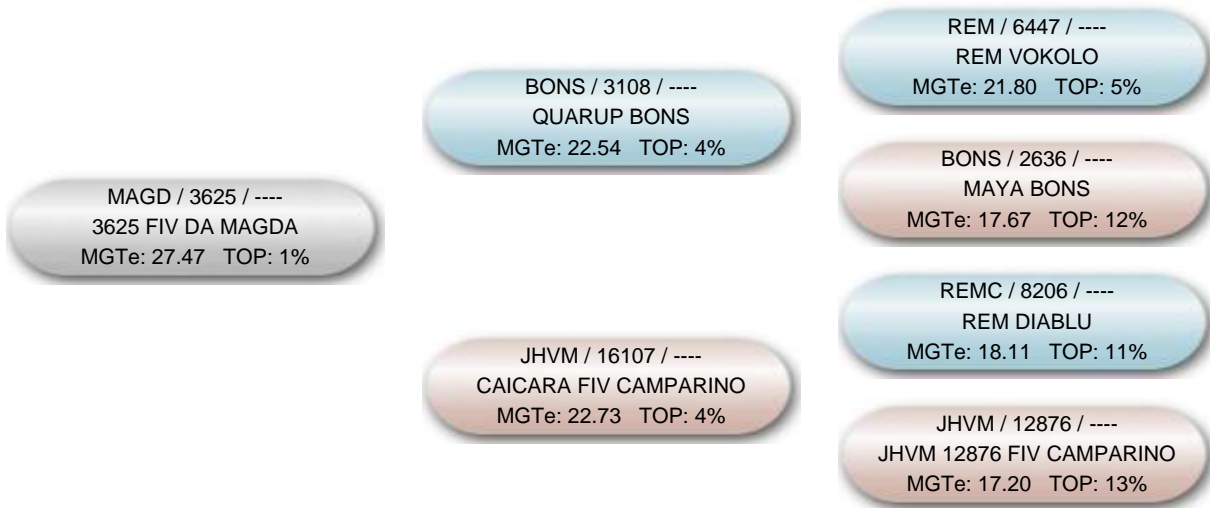 MAGD / 3625 / ----
3625 FIV DA MAGDA
MGTe: 27.47 TOP: 1%
BONS / 3108 / ----
QUARUP BONS
MGTe: 22.54 TOP: 4%
JHVM / 16107 / ----
CAICARA FIV CAMPARINO
MGTe: 22.73 TOP: 4%
REM / 6447 / ----
REM VOKOLO
MGTe: 21.80 TOP: 5%
BONS / 2636 / ----
MAYA BONS
MGTe: 17.67 TOP: 12%
REMC / 8206 / ----
REM DIABLU
MGTe: 18.11 TOP: 11%
JHVM / 12876 / ----
JHVM 12876 FIV CAMPARINO
MGTe: 17.20 TOP: 13%